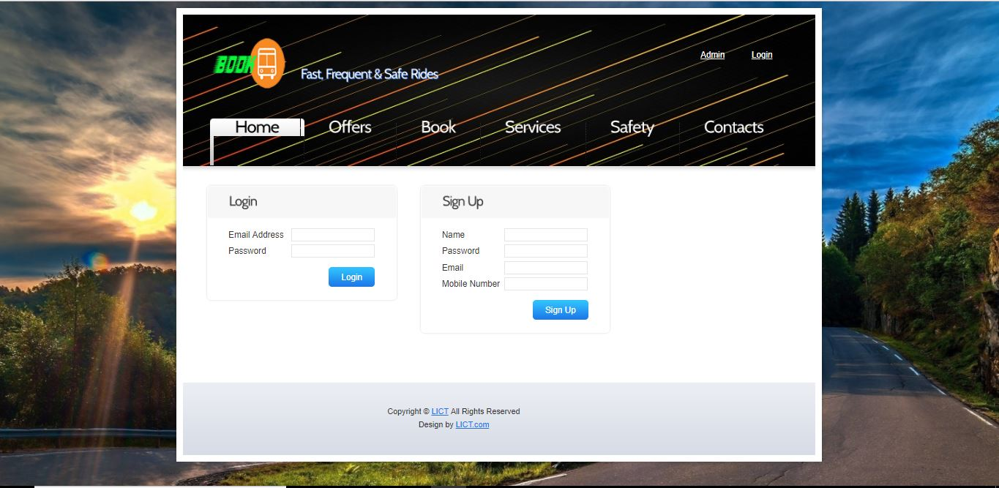 BOOK
Fast, Frequent & Safe Rides
Admin Login
Home Offers Book Services Safety Contacts
Login
Email Address
Password
Login
Sign Up
Name
Password
Email
Mobile Number
Sign Up
Copyright © LICT All Rights Reserved
Design by LICT.com